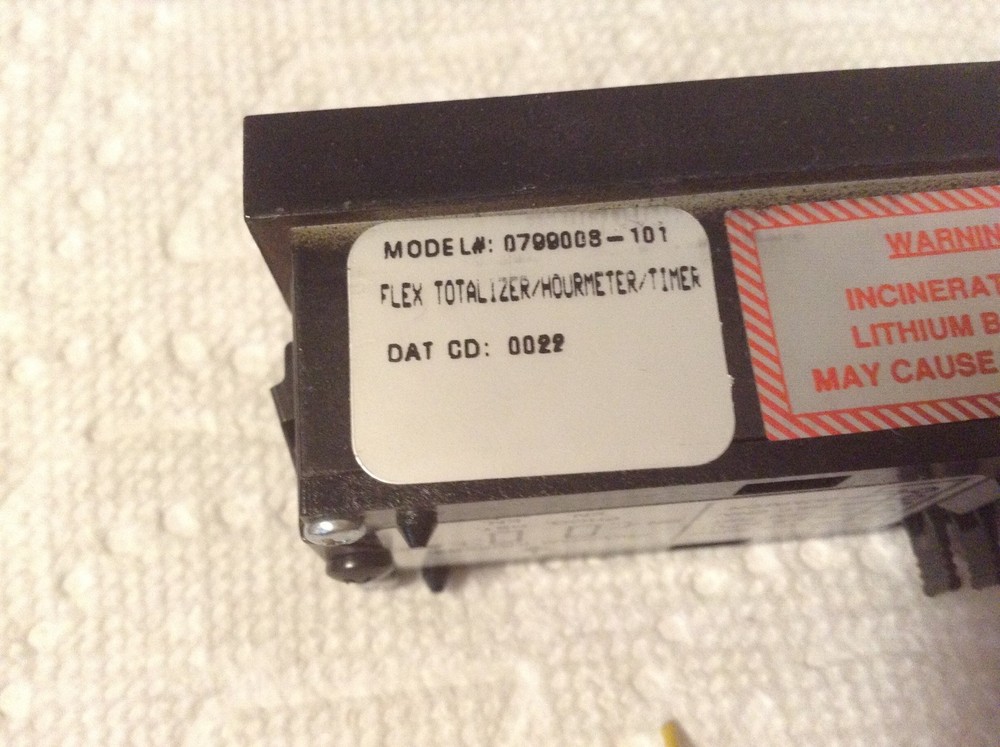 MODEL#: 0799008-101
FLEX TOTALIZER/HOURMETER/TIMER
DAT CD: 0022
WARNIN
INCINERAT
LITHIUM B
MAY CAUSE